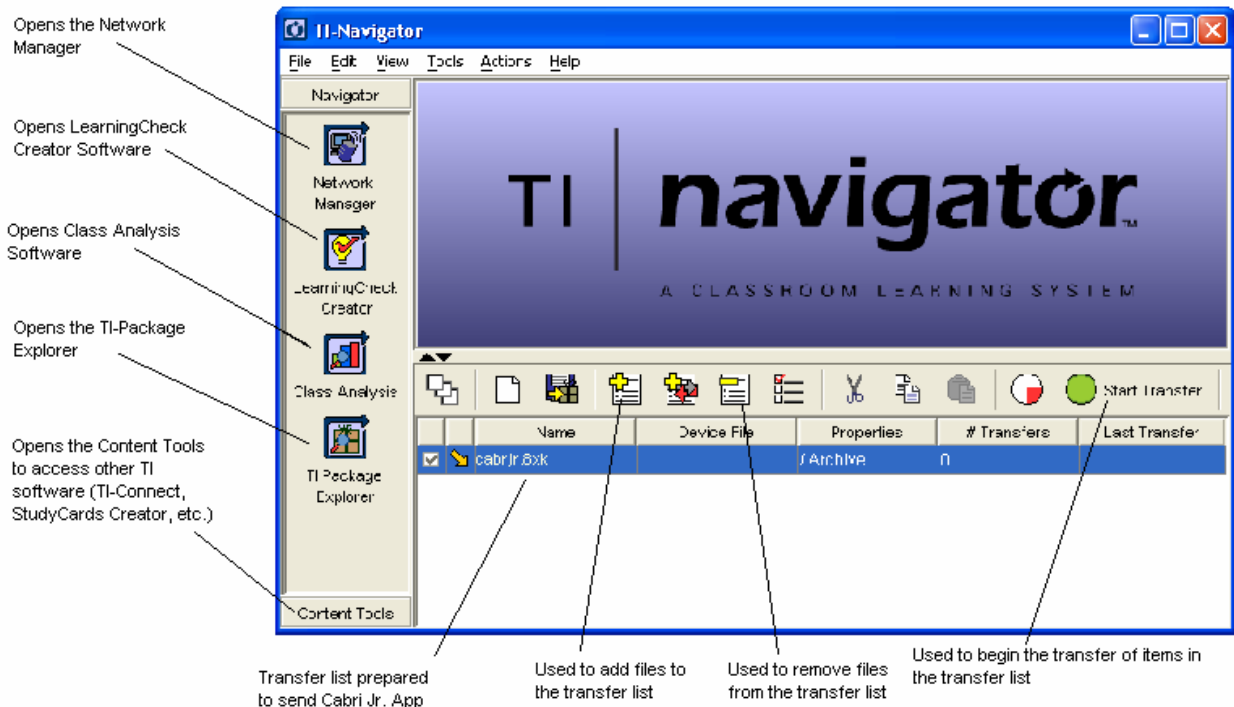 Opens the Network
Manager
Opens LearningCheck
Creator Software
Opens Class Analysis
Software
Opens the TI-Package
Explorer
Opens the Content Tools
to access other TI
software (TI-Connect,
StudyCards Creator, etc.)
TI-Navigator
File Edit View Tools Actions Help
Navigator
Network
Manager
LearningCheck
Creator
Class Analysis
TI Package
Explorer
Content Tools
TI navigator™
A CLASSROOM LEARNING SYSTEM
Start Transfer
Name Device File Properties # Transfers Last Transfer
cabrijr.8xk / Archive 0
Transfer list prepared
to send Cabri Jr. App
Used to add files to
the transfer list
Used to remove files
from the transfer list
Used to begin the transfer of items in
the transfer list